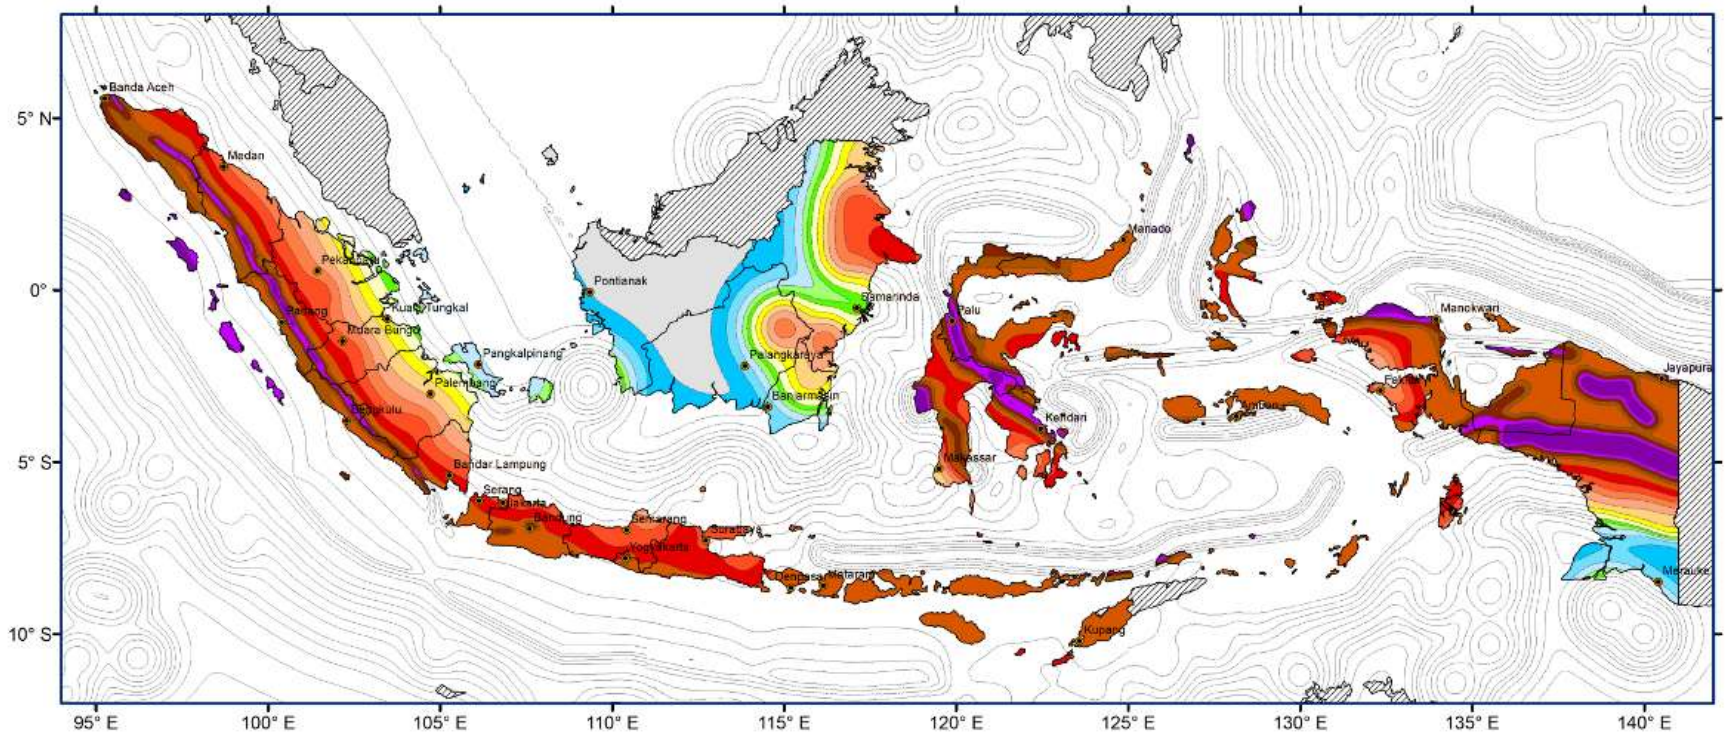 Banda Aceh
5° N
Medan
Manado
Pekanbaru
0°
Pontianak
Samarinda
Kuala Tungkal
Padang
Palu
Manokwari
Muara Bungo
Pangkalpinang
Palangkaraya
Jayapura
Palembang
Fakfak
Banjarmasin
Bengkulu
Ambon
Kendari
5° S
Bandar Lampung
Makassar
Serang
Jakarta
Bandung
Semarang
Surabaya
Yogyakarta
Denpasar
Mataram
Merauke
10° S
Kupang
95° E
100° E
105° E
110° E
115° E
120° E
125° E
130° E
135° E
140° E